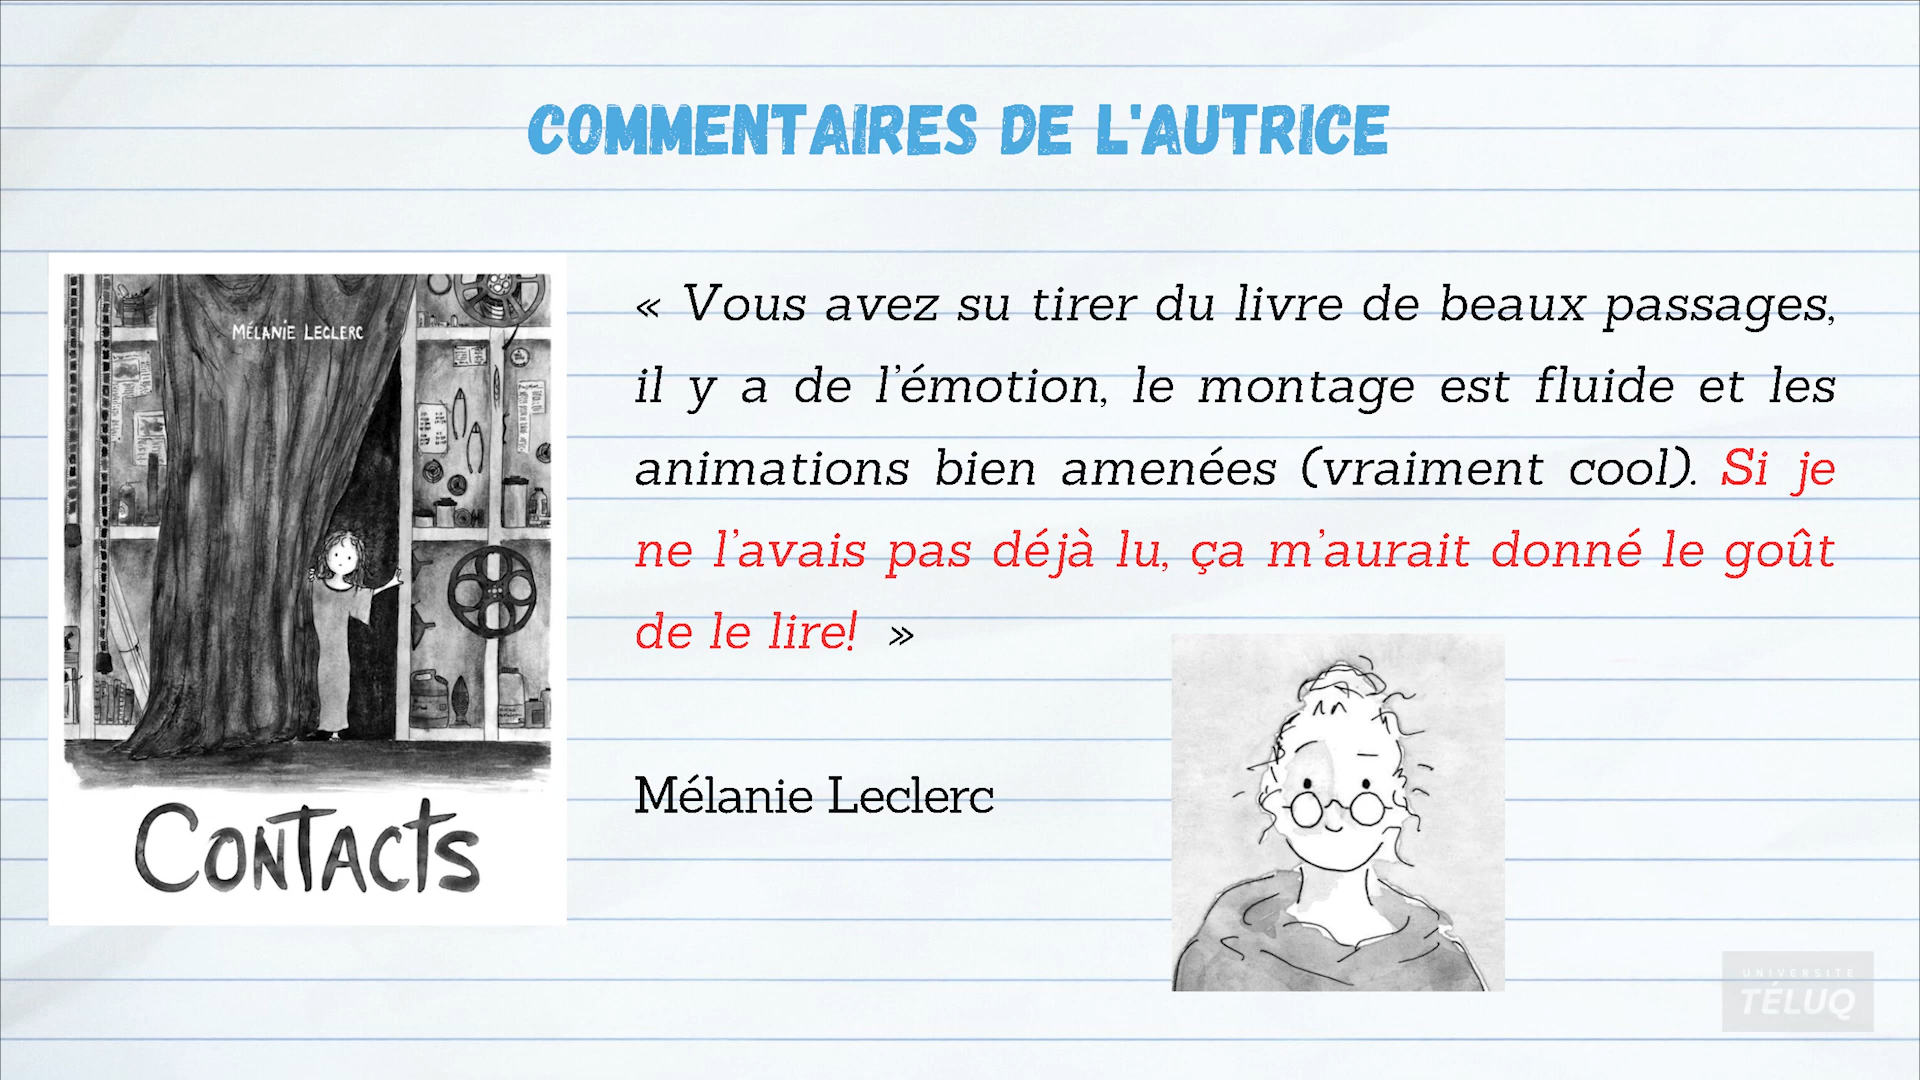 COMMENTAIRES DE L'AUTRICE
MÉLANIE LECLERC
CONTACTS
« Vous avez su tirer du livre de beaux passages,
il y a de l’émotion, le montage est fluide et les
animations bien amenées (vraiment cool). Si je
ne l’avais pas déjà lu, ça m’aurait donné le goût
de le lire! »
Mélanie Leclerc
UNIVERSITÉ
TÉLUQ